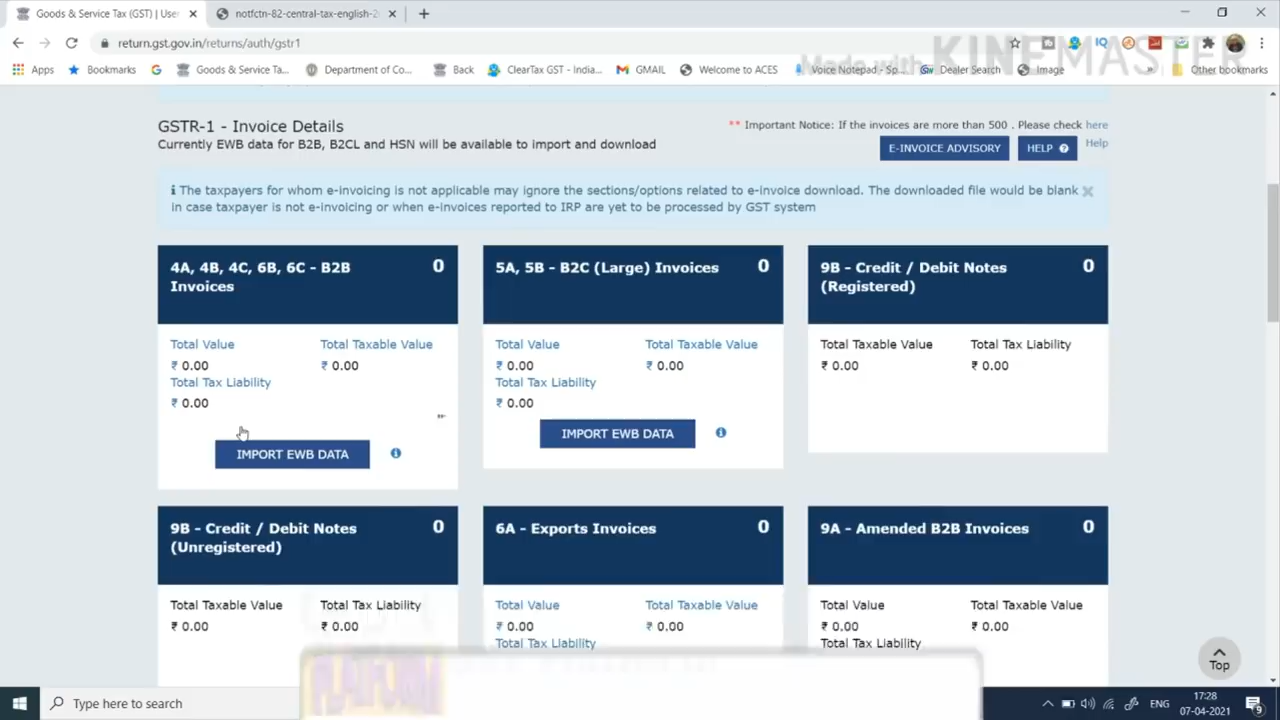 Goods & Service Tax (GST) | Use
notfctn-82-central-tax-english-2
return.gst.gov.in/returns/auth/gstr1
Made with KINEMASTER
Apps
Bookmarks
Goods & Service Ta...
Department of Co...
Back
ClearTax GST - India...
GMAIL
Welcome to ACES
Voice Notepad - Sp...
Dealer Search
Image
»
Other bookmarks
GSTR-1 - Invoice Details
** Important Notice: If the invoices are more than 500 . Please check here
Currently EWB data for B2B, B2CL and HSN will be available to import and download
E-INVOICE ADVISORY
HELP
Help
The taxpayers for whom e-invoicing is not applicable may ignore the sections/options related to e-invoice download. The downloaded file would be blank
in case taxpayer is not e-invoicing or when e-invoices reported to IRP are yet to be processed by GST system
4A, 4B, 4C, 6B, 6C - B2B 0
Invoices
Total Value Total Taxable Value
₹ 0.00 ₹ 0.00
Total Tax Liability
₹ 0.00
IMPORT EWB DATA
5A, 5B - B2C (Large) Invoices 0
Total Value Total Taxable Value
₹ 0.00 ₹ 0.00
Total Tax Liability
₹ 0.00
IMPORT EWB DATA
9B - Credit / Debit Notes 0
(Registered)
Total Taxable Value Total Tax Liability
₹ 0.00 ₹ 0.00
9B - Credit / Debit Notes 0
(Unregistered)
Total Taxable Value Total Tax Liability
₹ 0.00 ₹ 0.00
6A - Exports Invoices 0
Total Value Total Taxable Value
₹ 0.00 ₹ 0.00
Total Tax Liability
9A - Amended B2B Invoices 0
Total Value Total Taxable Value
₹ 0.00 ₹ 0.00
Total Tax Liability
Top
Type here to search
ENG
17:28
07-04-2021
9